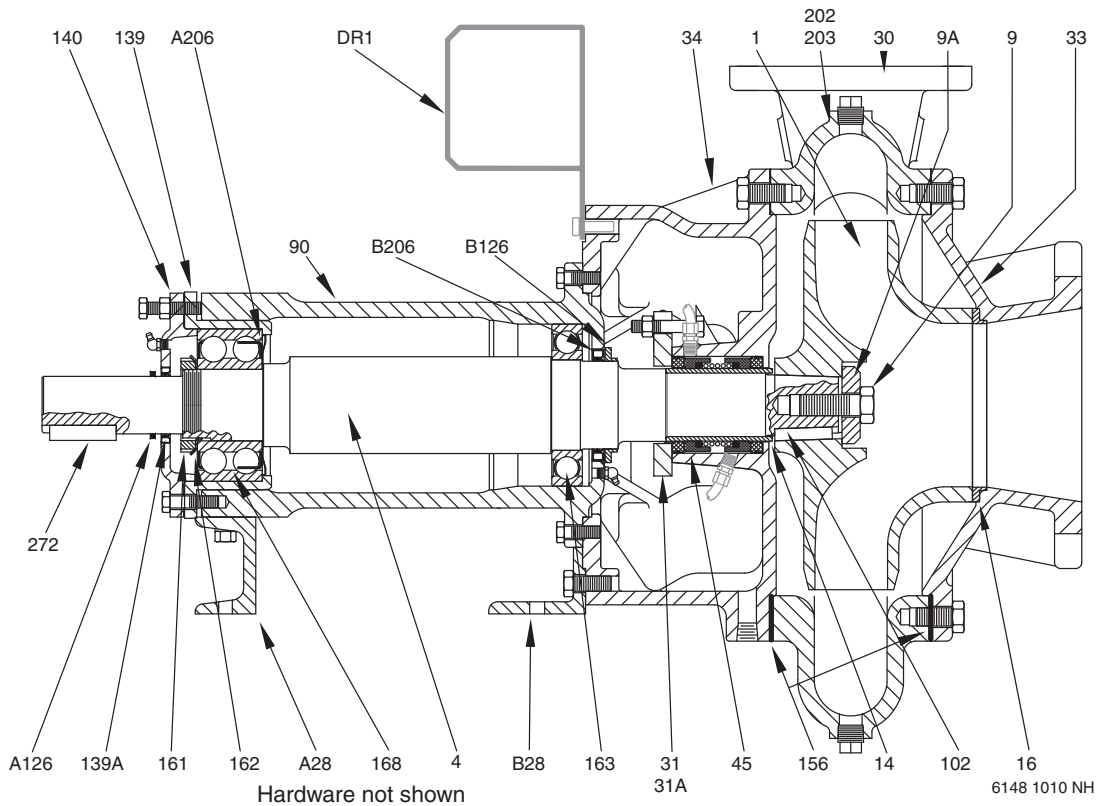 202
140 139 A206 DR1 34 1 203 30 9A 9 33
B206 B126
90
272
A126 139A 161 162 A28 168 4 B28 163 31 45 156 14 102 16
31A
6148 1010 NH
Hardware not shown